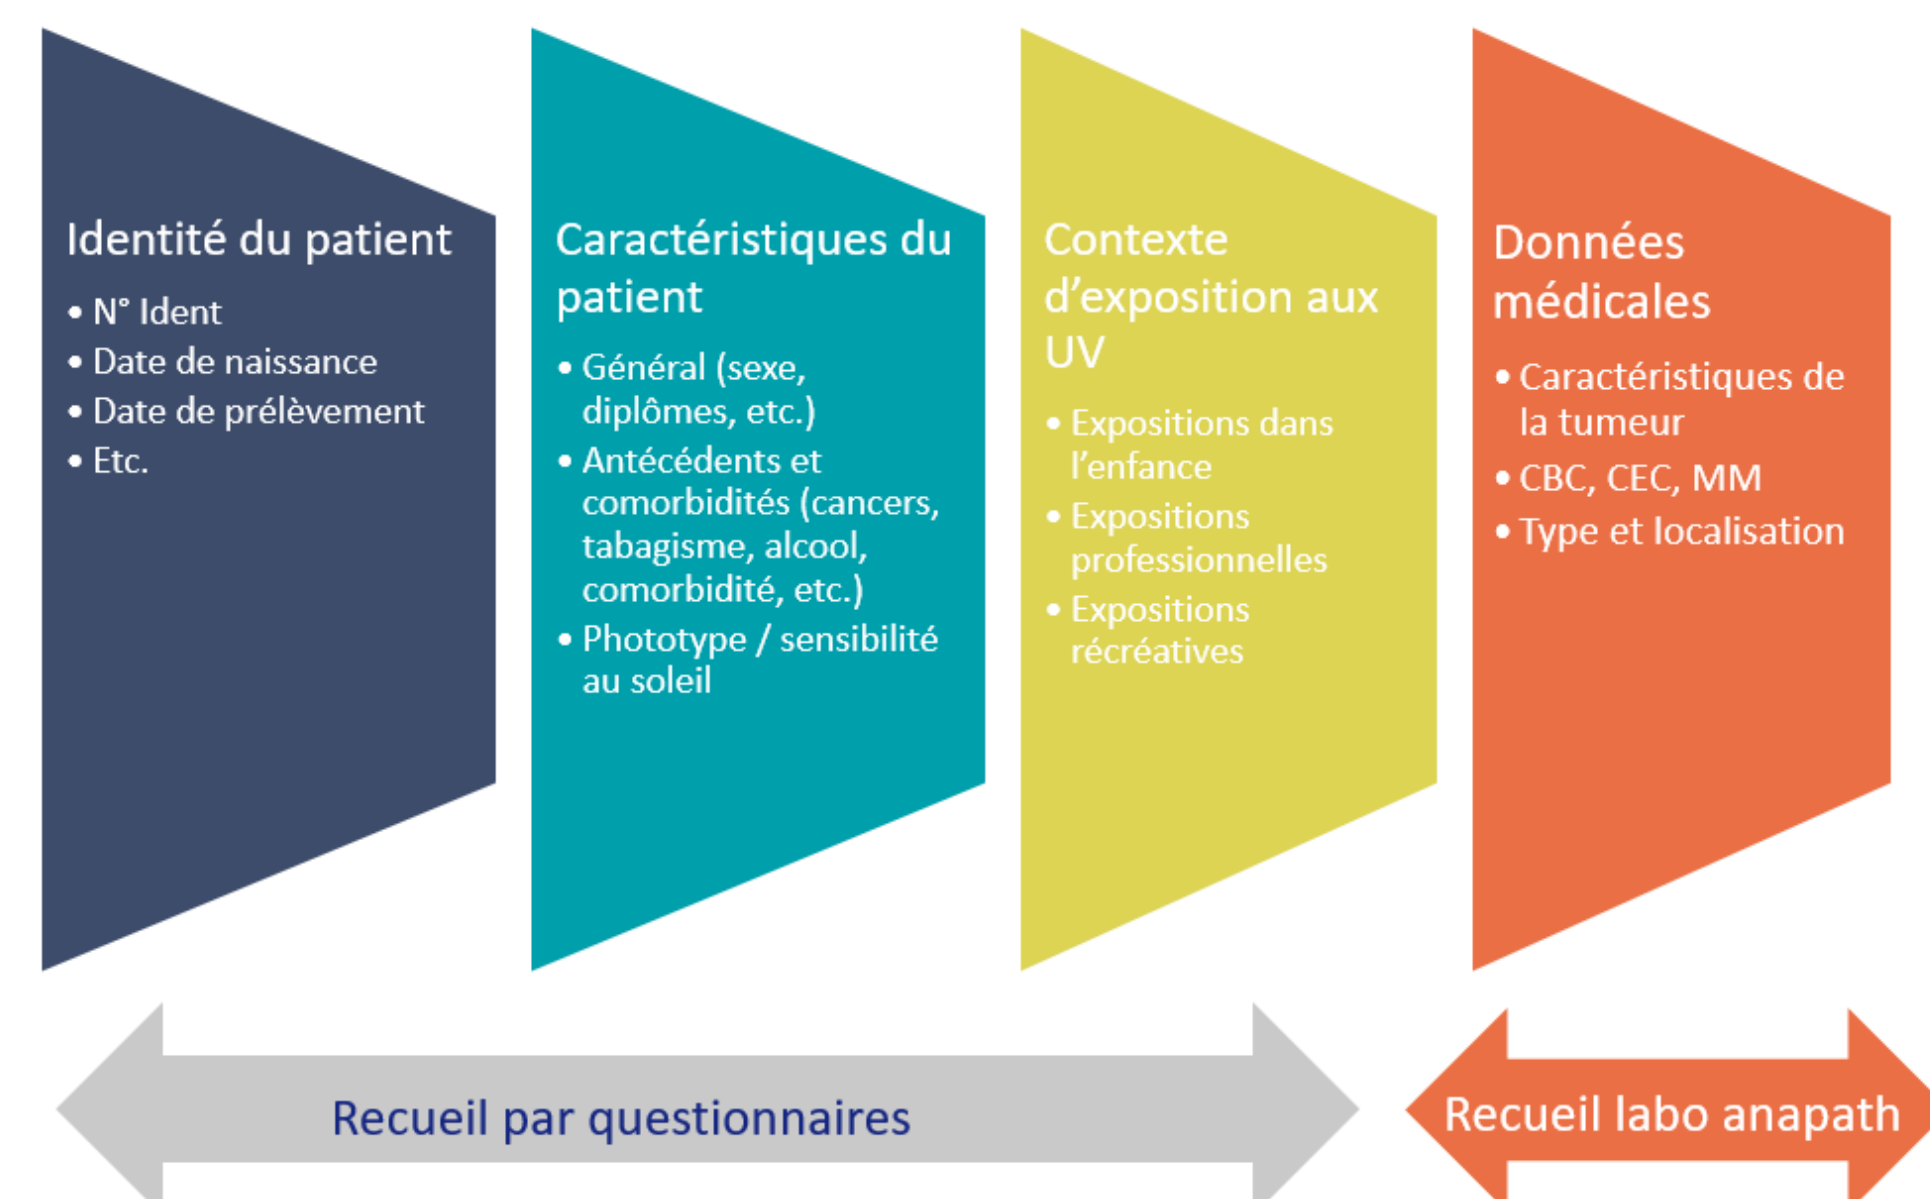 Identité du patient
• N° Ident
• Date de naissance
• Date de prélèvement
• Etc.
Caractéristiques du
patient
• Général (sexe,
diplômes, etc.)
• Antécédents et
comorbidités (cancers,
tabagisme, alcool,
comorbidité, etc.)
• Phototype / sensibilité
au soleil
Contexte
d’exposition aux
UV
• Expositions dans
l’enfance
• Expositions
professionnelles
• Expositions
récréatives
Données
médicales
• Caractéristiques de
la tumeur
• CBC, CEC, MM
• Type et localisation
Recueil par questionnaires
Recueil labo anapath